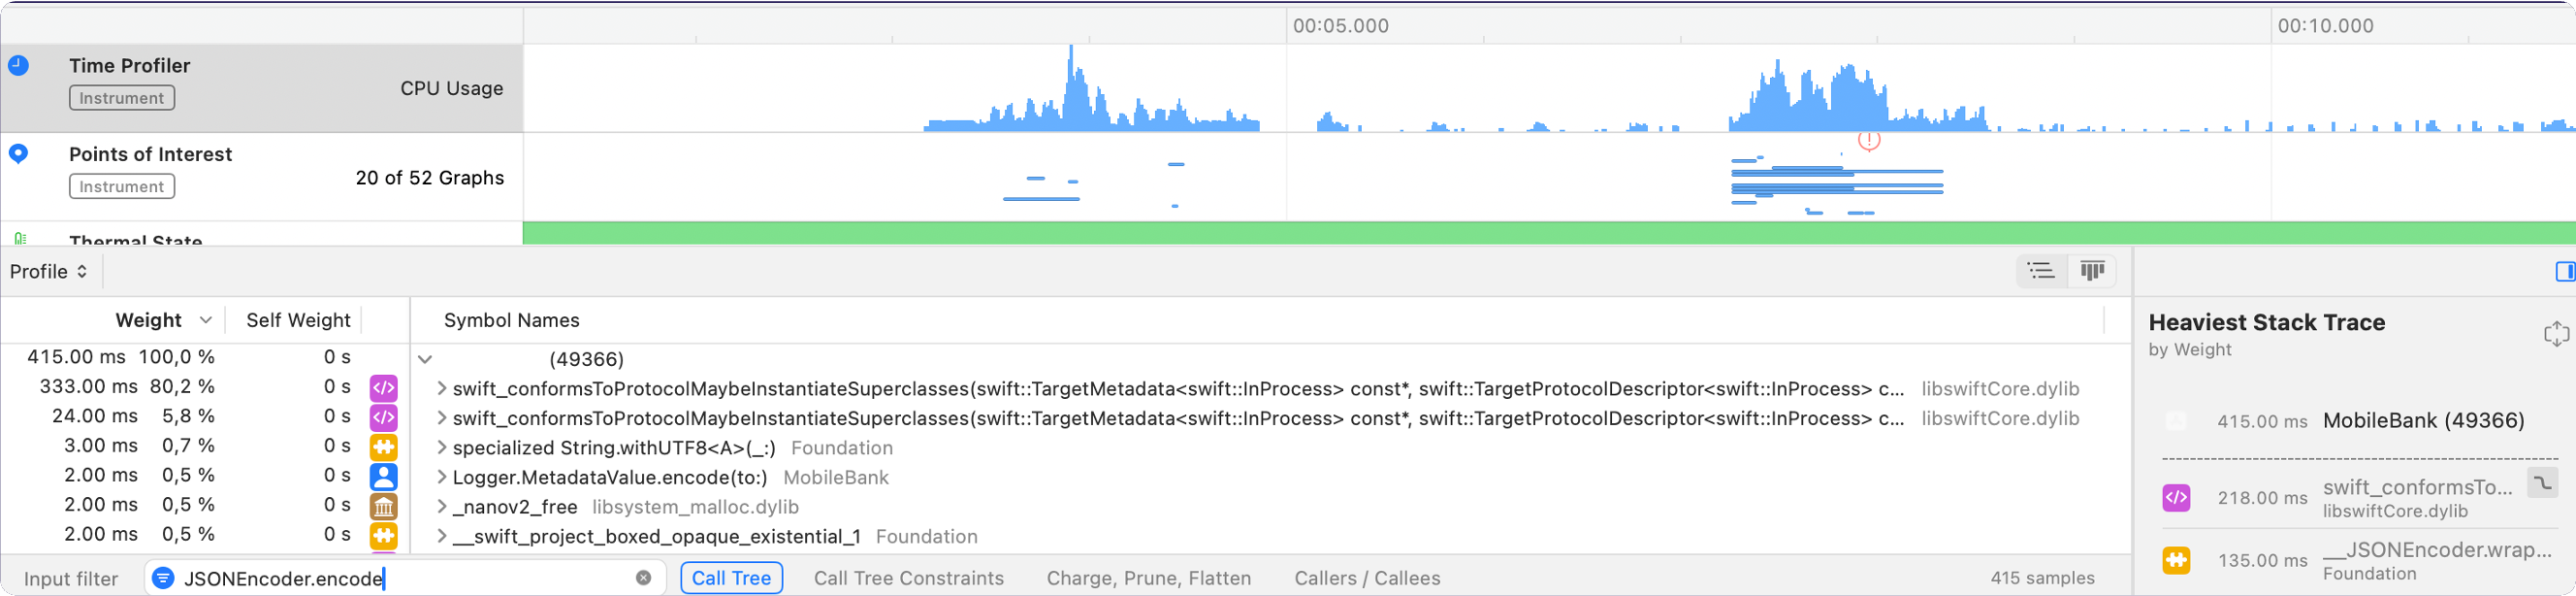 00:05.000
00:10.000
Time Profiler
Instrument
CPU Usage
Points of Interest
Instrument
20 of 52 Graphs
Thermal State
Profile
Weight
Self Weight
Symbol Names
415.00 ms 100,0 % 0 s (49366)
333.00 ms 80,2 % 0 s swift_conformsToProtocolMaybeInstantiateSuperclasses(swift::TargetMetadata<swift::InProcess> const*, swift::TargetProtocolDescriptor<swift::InProcess> c... libswiftCore.dylib
24.00 ms 5,8 % 0 s swift_conformsToProtocolMaybeInstantiateSuperclasses(swift::TargetMetadata<swift::InProcess> const*, swift::TargetProtocolDescriptor<swift::InProcess> c... libswiftCore.dylib
3.00 ms 0,7 % 0 s specialized String.withUTF8<A>(_:) Foundation
2.00 ms 0,5 % 0 s Logger.MetadataValue.encode(to:) MobileBank
2.00 ms 0,5 % 0 s _nanov2_free libsystem_malloc.dylib
2.00 ms 0,5 % 0 s __swift_project_boxed_opaque_existential_1 Foundation
Input filter
JSONEncoder.encode
Call Tree
Call Tree Constraints
Charge, Prune, Flatten
Callers / Callees
415 samples
Heaviest Stack Trace
by Weight
415.00 ms MobileBank (49366)
218.00 ms swift_conformsTo...
libswiftCore.dylib
135.00 ms __JSONEncoder.wrap...
Foundation